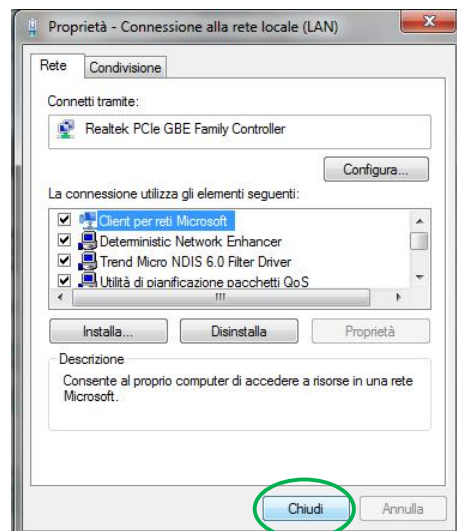 Proprietà - Connessione alla rete locale (LAN)
Rete Condivisione
Connetti tramite:
Realtek PCIe GBE Family Controller
Configura...
La connessione utilizza gli elementi seguenti:
Client per reti Microsoft
Deterministic Network Enhancer
Trend Micro NDIS 6.0 Filter Driver
Utilità di pianificazione pacchetti QoS
Installa... Disinstalla Proprietà
Descrizione
Consente al proprio computer di accedere a risorse in una rete
Microsoft.
Chiudi Annulla